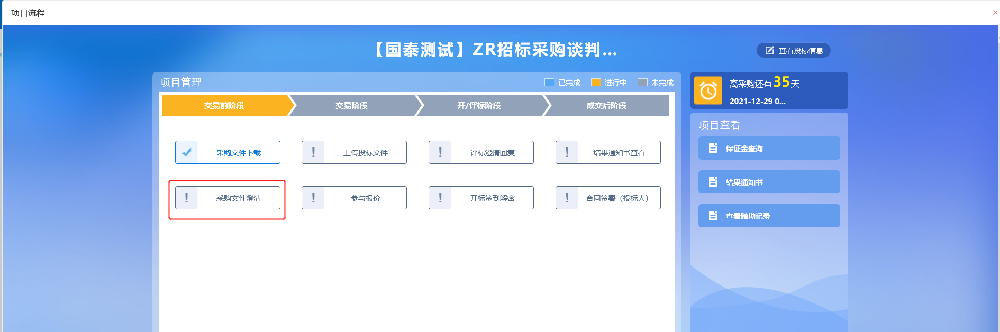 项目流程
×
【国泰测试】ZR招标采购谈判...
查看投标信息
项目管理
已完成
进行中
未完成
离采购还有35天
2021-12-29 0...
交易前阶段
交易阶段
开/评标阶段
成交后阶段
项目查看
采购文件下载
上传投标文件
评标澄清回复
结果通知书查看
保证金查询
采购文件澄清
参与报价
开标签到解密
合同签署（投标人）
结果通知书
查看踏勘记录